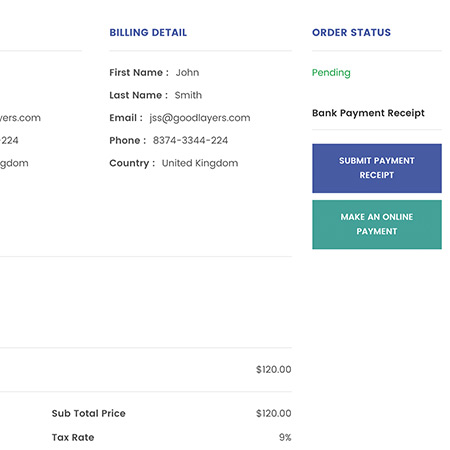 BILLING DETAIL
First Name : John
Last Name : Smith
yers.com
Email : jss@goodlayers.com
-224
Phone : 8374-3344-224
gdom
Country : United Kingdom
ORDER STATUS
Pending
Bank Payment Receipt
SUBMIT PAYMENT
RECEIPT
MAKE AN ONLINE
PAYMENT
$120.00
Sub Total Price $120.00
Tax Rate 9%